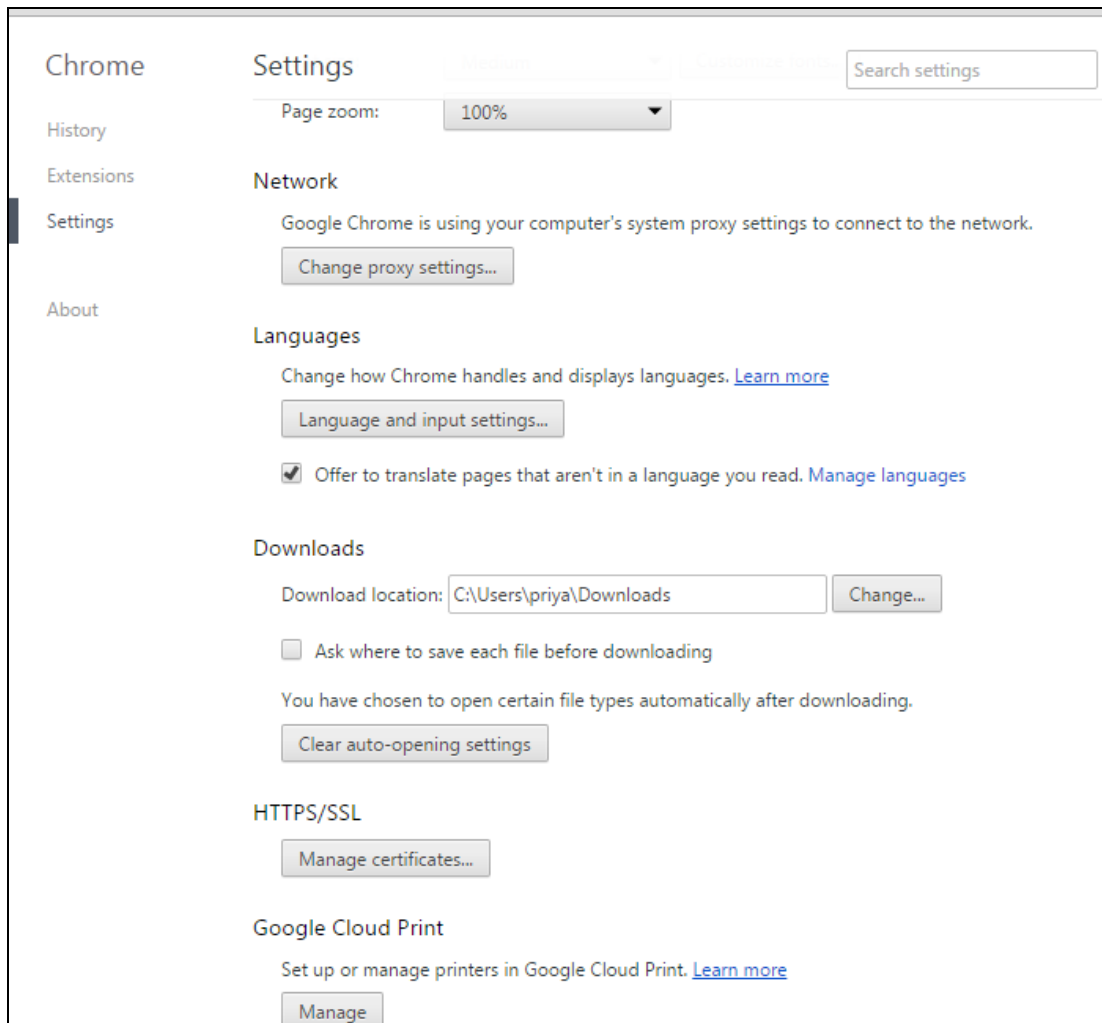 Chrome
History
Extensions
Settings
About
Settings
Medium
Search settings
Page zoom: 100%
Network
Google Chrome is using your computer's system proxy settings to connect to the network.
Change proxy settings...
Languages
Change how Chrome handles and displays languages. Learn more
Language and input settings...
Offer to translate pages that aren't in a language you read. Manage languages
Downloads
Download location: C:\Users\priya\Downloads Change...
Ask where to save each file before downloading
You have chosen to open certain file types automatically after downloading.
Clear auto-opening settings
HTTPS/SSL
Manage certificates...
Google Cloud Print
Set up or manage printers in Google Cloud Print. Learn more
Manage